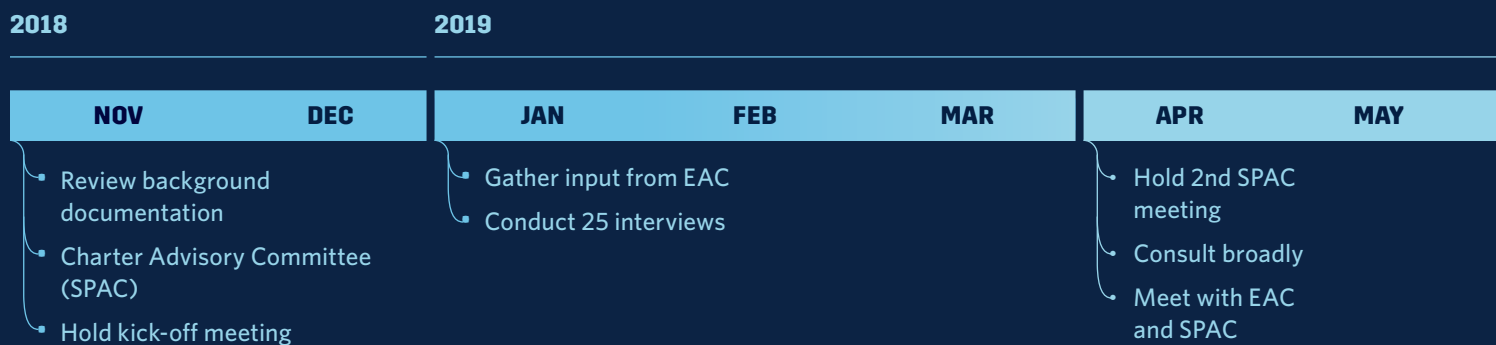 2018
2019
NOV DEC JAN FEB MAR APR MAY
Review background
documentation
Charter Advisory Committee
(SPAC)
Hold kick-off meeting
Gather input from EAC
Conduct 25 interviews
Hold 2nd SPAC
meeting
Consult broadly
Meet with EAC
and SPAC